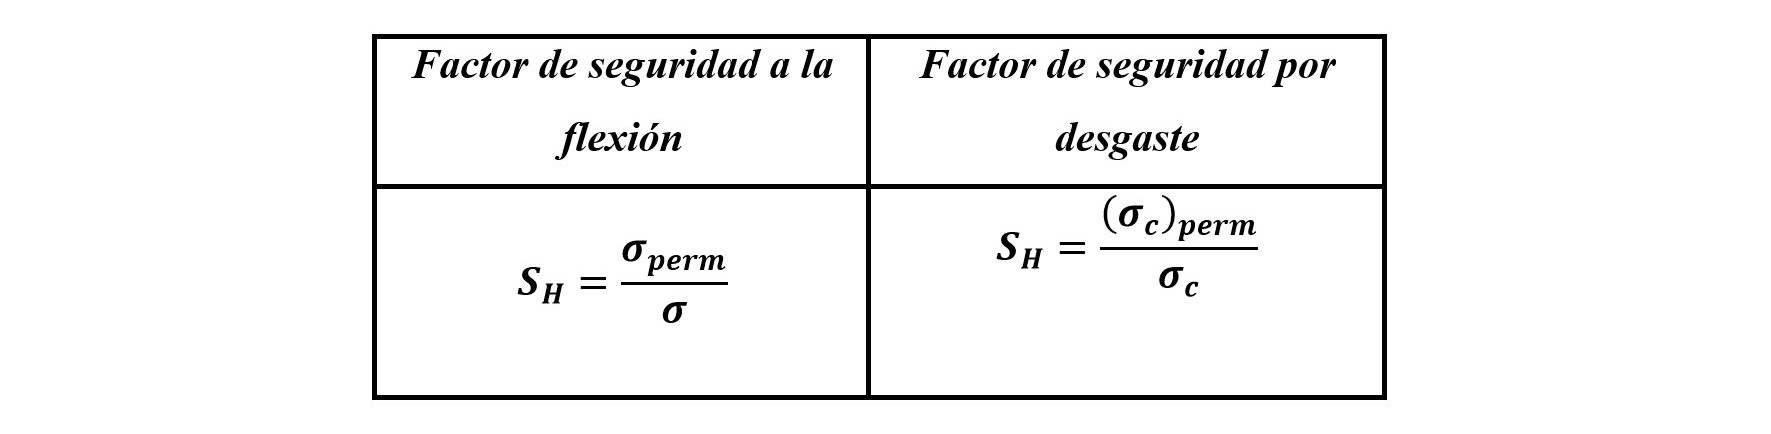 Factor de seguridad a la
flexión
Factor de seguridad por
desgaste
S_H = σ_perm / σ
S_H = (σ_c)_perm / σ_c